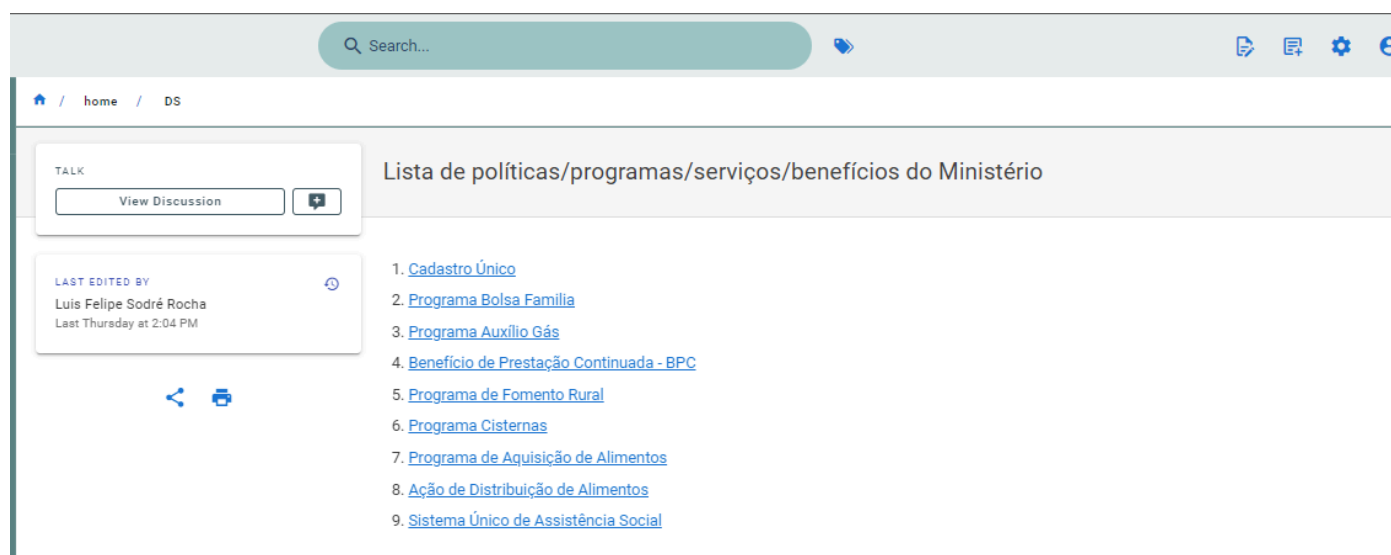 Search...
/ home / DS
TALK
View Discussion
Lista de políticas/programas/serviços/benefícios do Ministério
LAST EDITED BY
Luis Felipe Sodré Rocha
Last Thursday at 2:04 PM
1. Cadastro Único
2. Programa Bolsa Familia
3. Programa Auxílio Gás
4. Benefício de Prestação Continuada - BPC
5. Programa de Fomento Rural
6. Programa Cisternas
7. Programa de Aquisição de Alimentos
8. Ação de Distribuição de Alimentos
9. Sistema Único de Assistência Social